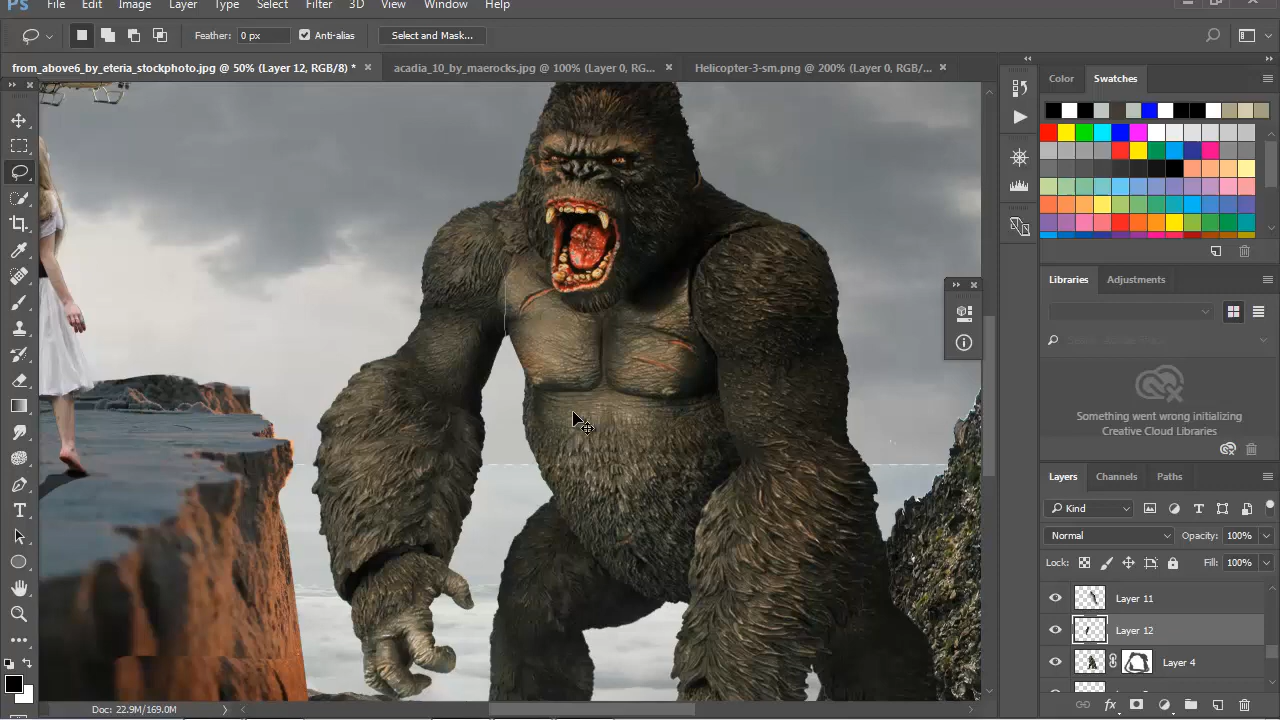 Ps File Edit Image Layer Type Select Filter 3D View Window Help
Feather: 0 px Anti-alias Select and Mask...
from_above6_by_eteria_stockphoto.jpg @ 50% (Layer 12, RGB/8) * × acadia_10_by_maerocks.jpg @ 100% (Layer 0, RG... × Helicopter-3-sm.png @ 200% (Layer 0, RGB/... ×
Color Swatches
Libraries Adjustments
Something went wrong initializing
Creative Cloud Libraries
Layers Channels Paths
Kind
Normal Opacity: 100%
Lock: Fill: 100%
Layer 11
Layer 12
Layer 4
Doc: 22.9M/169.0M